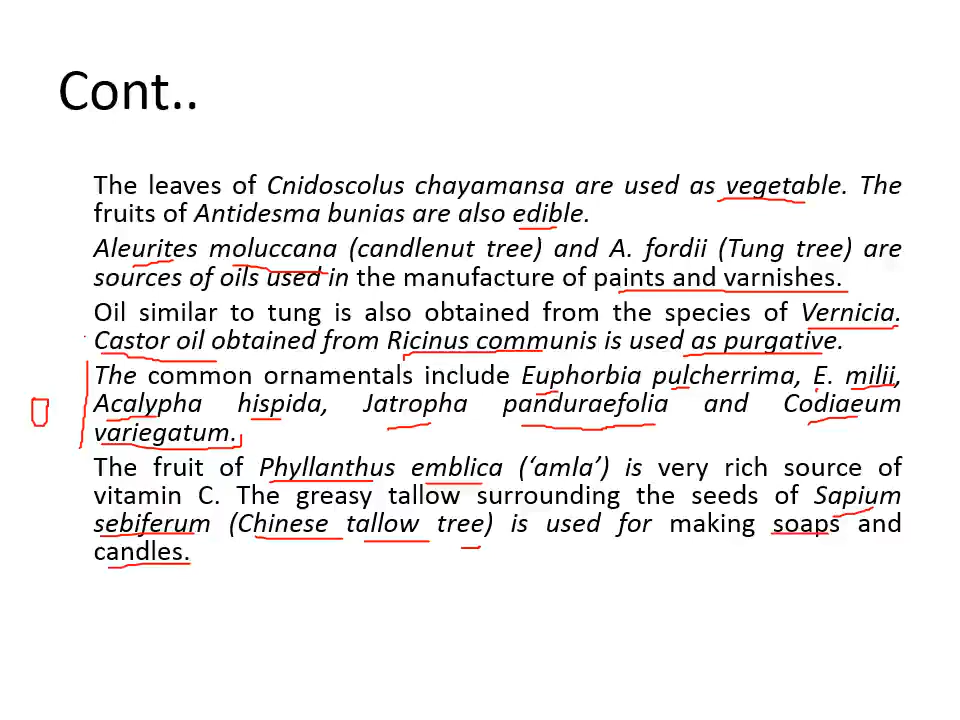 Cont..
The leaves of Cnidoscolus chayamansa are used as vegetable. The
fruits of Antidesma bunias are also edible.
Aleurites moluccana (candlenut tree) and A. fordii (Tung tree) are
sources of oils used in the manufacture of paints and varnishes.
Oil similar to tung is also obtained from the species of Vernicia.
Castor oil obtained from Ricinus communis is used as purgative.
The common ornamentals include Euphorbia pulcherrima, E. milii,
Acalypha hispida, Jatropha panduraefolia and Codiaeum
variegatum.
The fruit of Phyllanthus emblica (‘amla’) is very rich source of
vitamin C. The greasy tallow surrounding the seeds of Sapium
sebiferum (Chinese tallow tree) is used for making soaps and
candles.